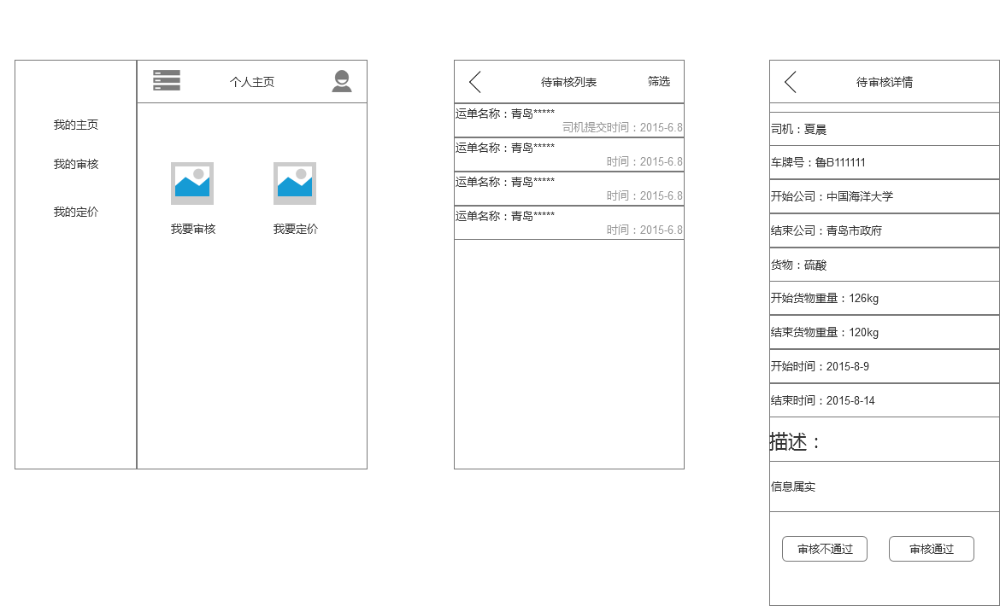 我的主页
我的审核
我的定价
个人主页
我要审核
我要定价
待审核列表
筛选
运单名称：青岛*****
司机提交时间：2015-6.8
运单名称：青岛*****
时间：2015-6.8
运单名称：青岛*****
时间：2015-6.8
运单名称：青岛*****
时间：2015-6.8
待审核详情
司机：夏晨
车牌号：鲁B111111
开始公司：中国海洋大学
结束公司：青岛市政府
货物：硫酸
开始货物重量：126kg
结束货物重量：120kg
开始时间：2015-8-9
结束时间：2015-8-14
描述：
信息属实
审核不通过
审核通过